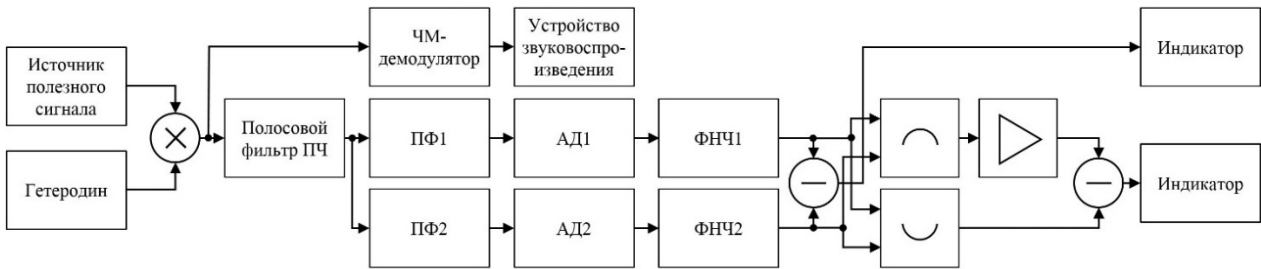 Источник
полезного
сигнала
Гетеродин
Полосовой
фильтр ПЧ
ЧМ-
демодулятор
Устройство
звуковоспро-
изведения
ПФ1
АД1
ФНЧ1
ПФ2
АД2
ФНЧ2
Индикатор
Индикатор